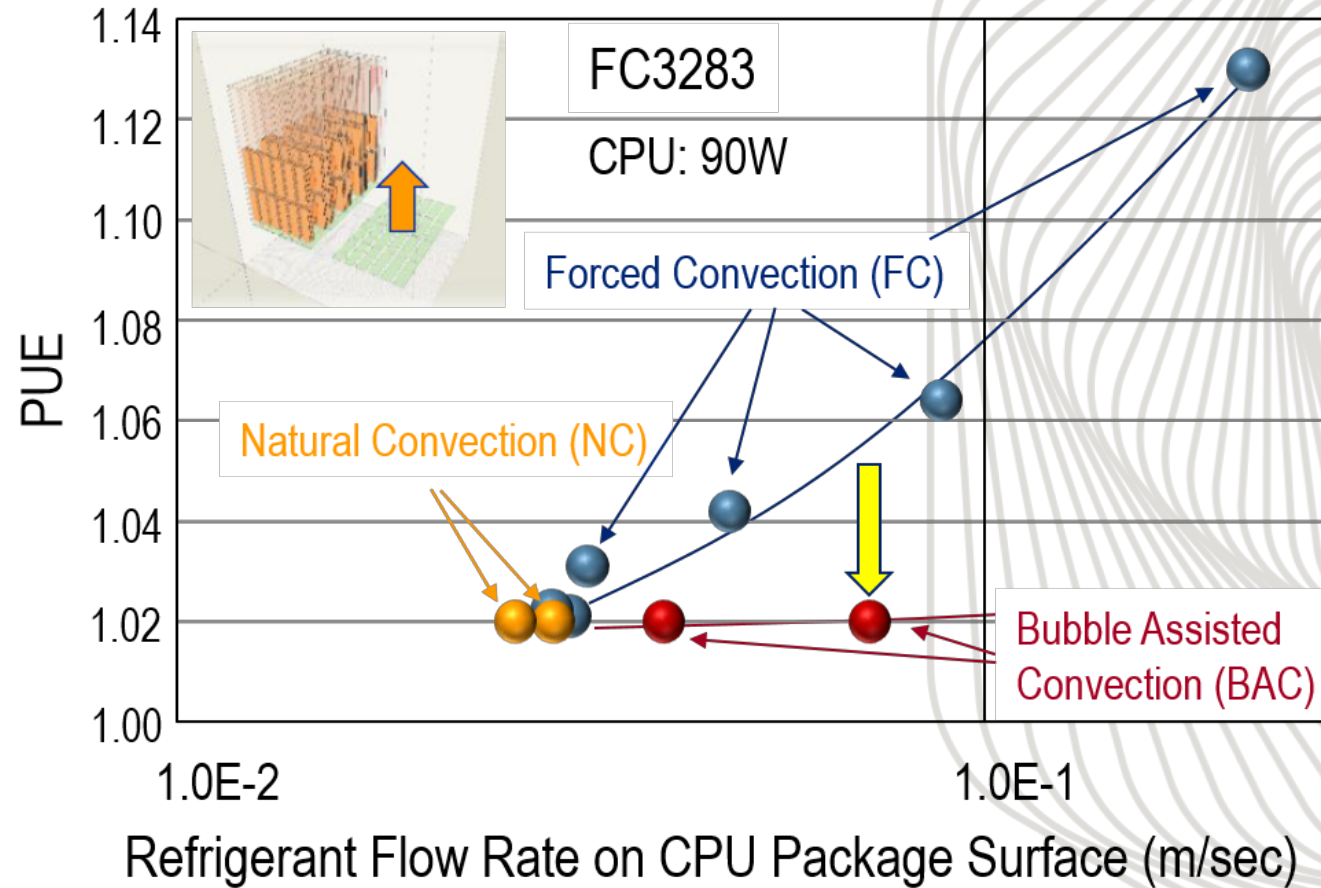 1.14
1.12
1.10
1.08
1.06
1.04
1.02
1.00
PUE
FC3283
CPU: 90W
Forced Convection (FC)
Natural Convection (NC)
Bubble Assisted
Convection (BAC)
1.0E-2
1.0E-1
Refrigerant Flow Rate on CPU Package Surface (m/sec)